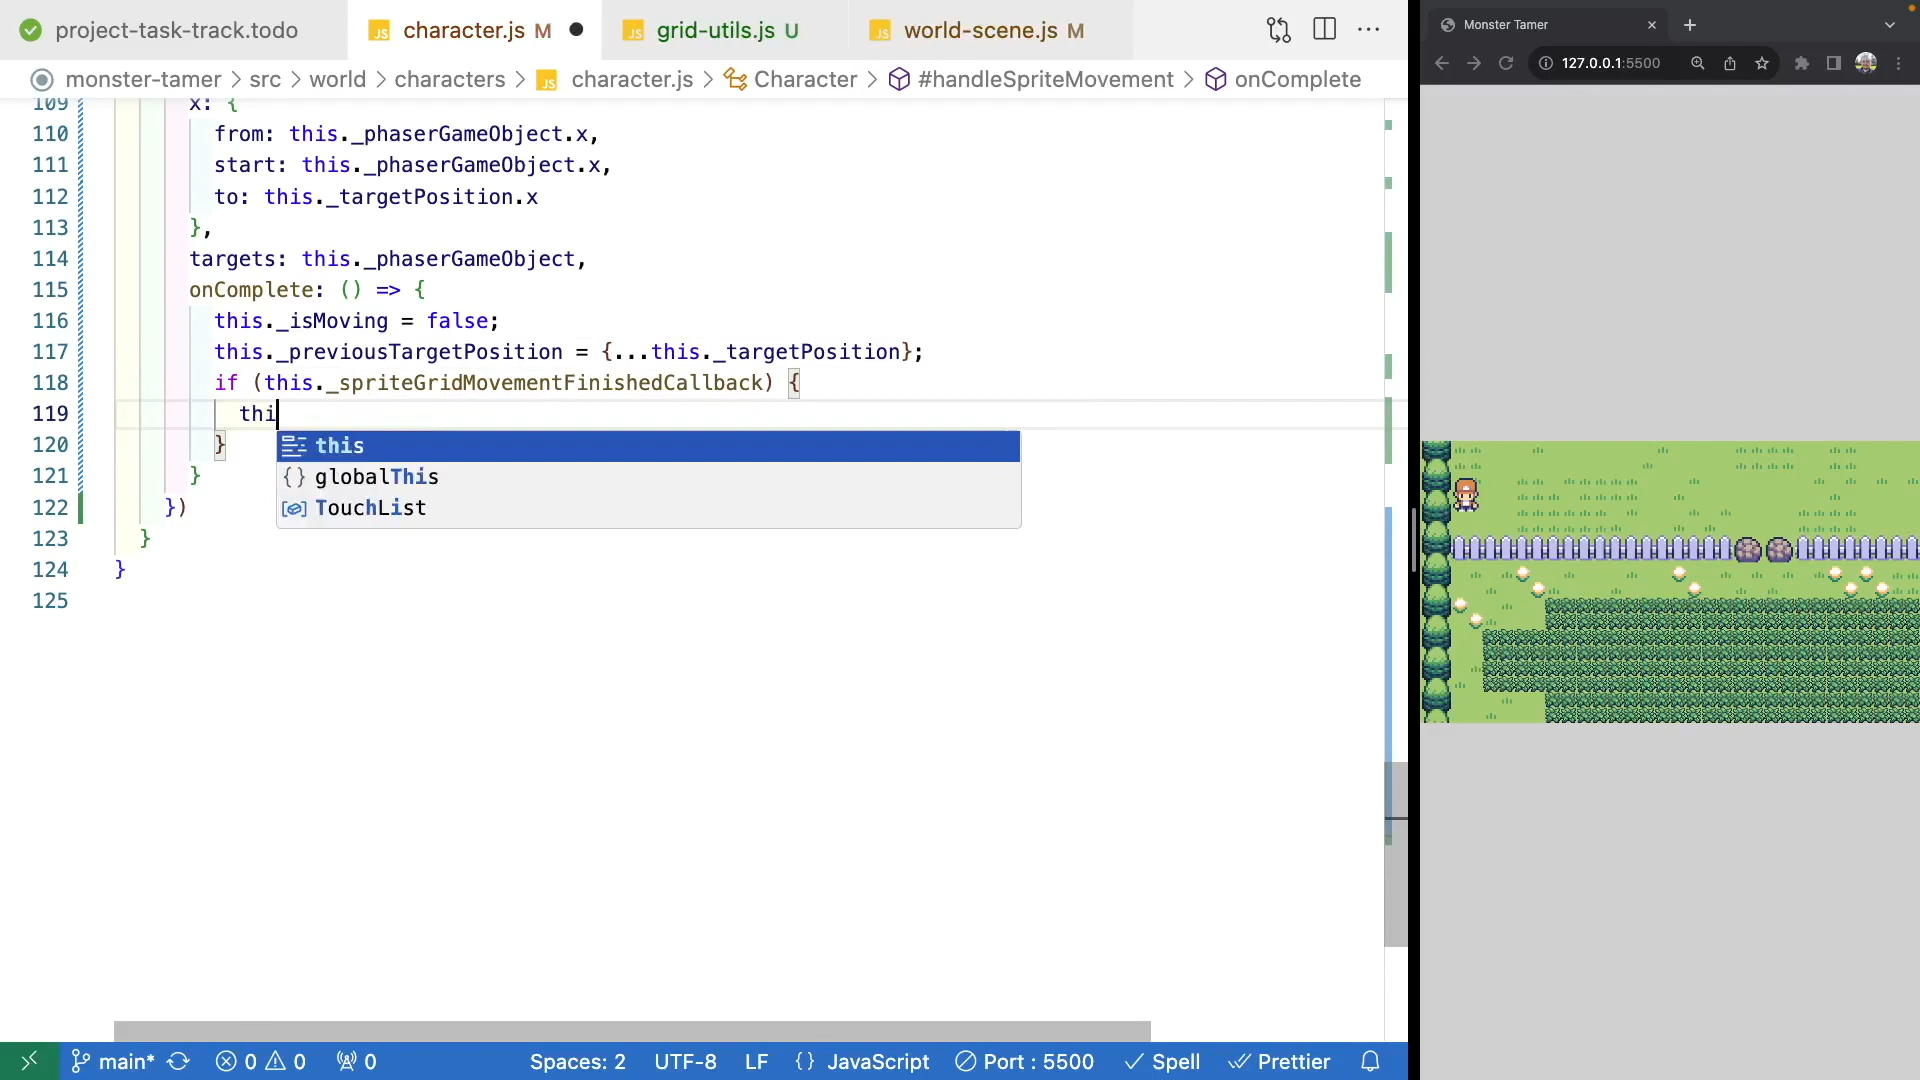 project-task-track.todo
JS character.js M
JS grid-utils.js U
JS world-scene.js M
monster-tamer > src > world > characters > JS character.js > Character > #handleSpriteMovement > onComplete
109 x: {
110 from: this._phaserGameObject.x,
111 start: this._phaserGameObject.x,
112 to: this._targetPosition.x
113 },
114 targets: this._phaserGameObject,
115 onComplete: () => {
116 this._isMoving = false;
117 this._previousTargetPosition = {...this._targetPosition};
118 if (this._spriteGridMovementFinishedCallback) {
119 thi
120 }
121 }
122 })
123 }
124 }
125
this
globalThis
TouchList
main* 0 0 0 Spaces: 2 UTF-8 LF {} JavaScript Port : 5500 Spell Prettier
Monster Tamer
127.0.0.1:5500